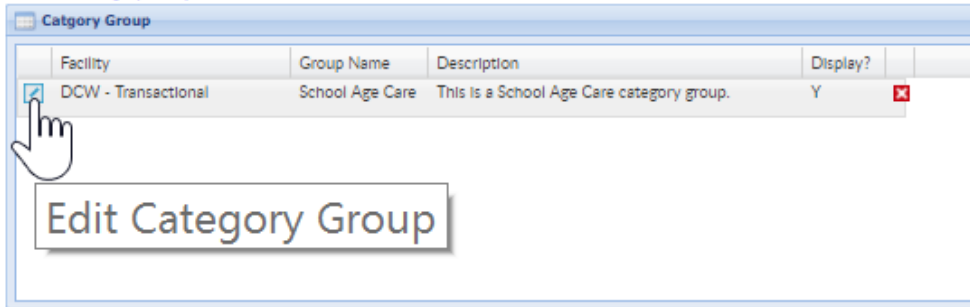 Catgory Group
Facility Group Name Description Display?
DCW - Transactional School Age Care This is a School Age Care category group. Y
Edit Category Group